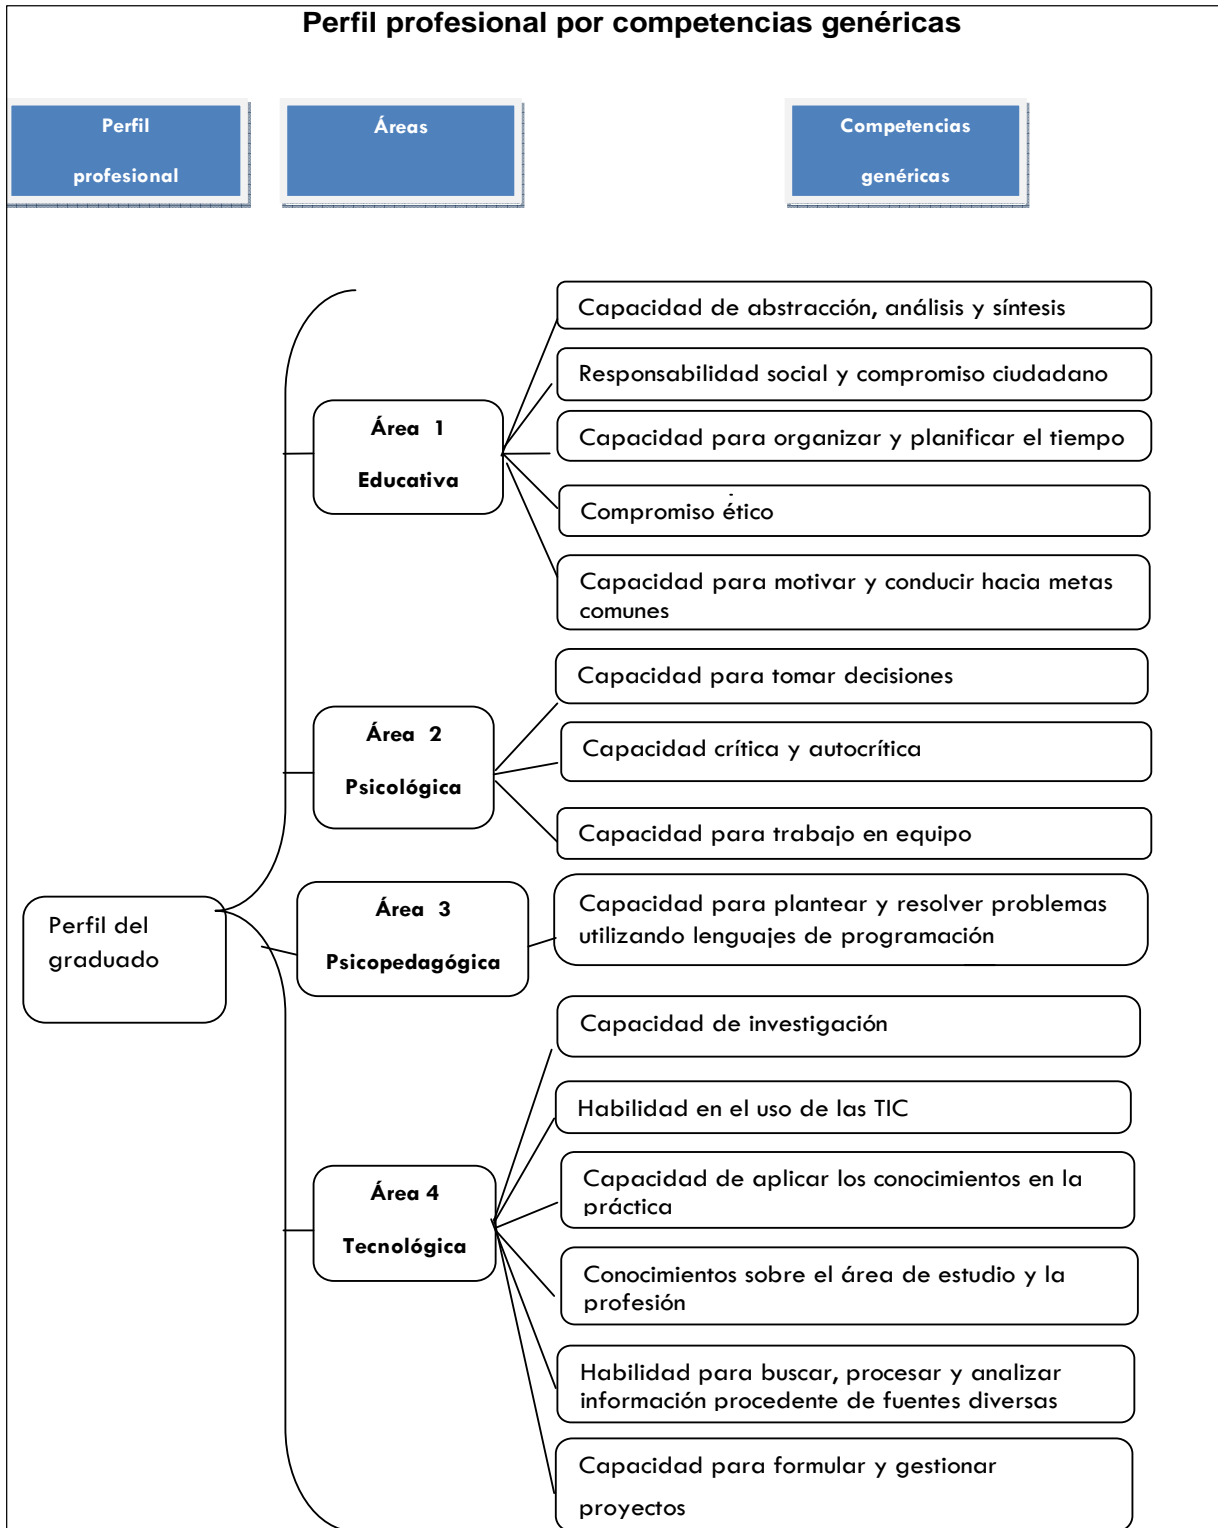 Perfil profesional por competencias genéricas
Perfil
profesional
Áreas
Competencias
genéricas
Capacidad de abstracción, análisis y síntesis
Responsabilidad social y compromiso ciudadano
Área 1
Educativa
Capacidad para organizar y planificar el tiempo
Compromiso ético
Capacidad para motivar y conducir hacia metas
comunes
Capacidad para tomar decisiones
Área 2
Psicológica
Capacidad crítica y autocrítica
Capacidad para trabajo en equipo
Perfil del
graduado
Área 3
Psicopedagógica
Capacidad para plantear y resolver problemas
utilizando lenguajes de programación
Capacidad de investigación
Habilidad en el uso de las TIC
Área 4
Tecnológica
Capacidad de aplicar los conocimientos en la
práctica
Conocimientos sobre el área de estudio y la
profesión
Habilidad para buscar, procesar y analizar
información procedente de fuentes diversas
Capacidad para formular y gestionar
proyectos